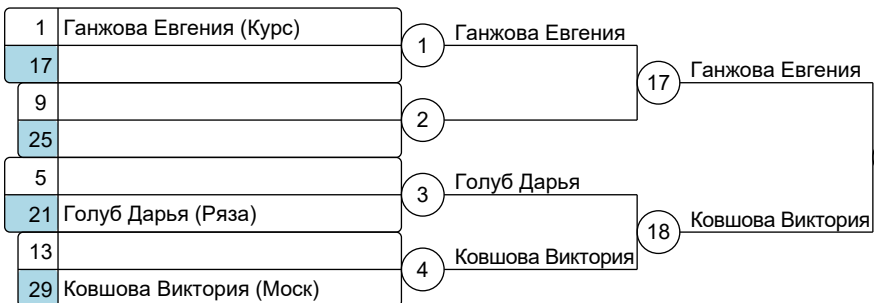 1 Ганжова Евгения (Курс)
17
9
25
5
21 Голуб Дарья (Ряза)
13
29 Ковшова Виктория (Моск)
1 Ганжова Евгения
2
3 Голуб Дарья
4 Ковшова Виктория
17 Ганжова Евгения
18 Ковшова Виктория